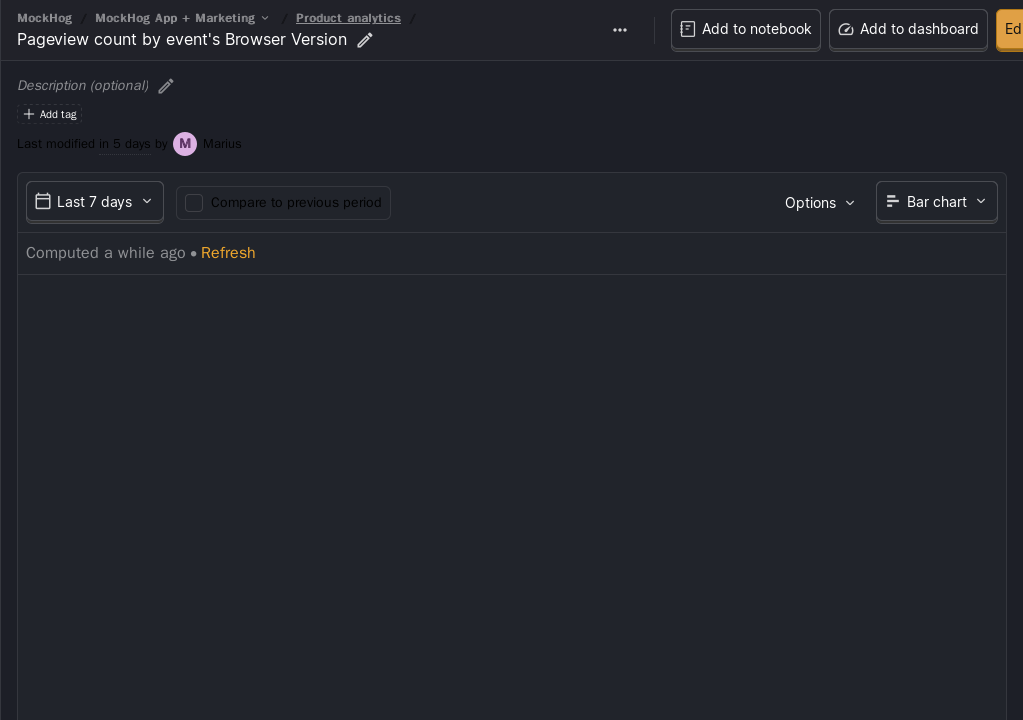 MockHog / MockHog App + Marketing / Product analytics /
Pageview count by event's Browser Version
Add to notebook
Add to dashboard
Ed
Description (optional)
Add tag
Last modified in 5 days by M Marius
Last 7 days
Compare to previous period
Options
Bar chart
Computed a while ago • Refresh